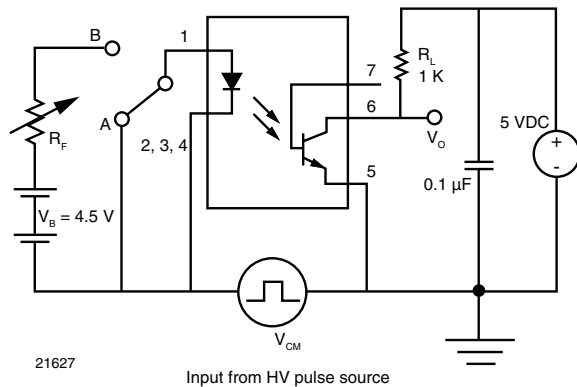 B
1
R_L
1 K
7
R_F
A
6
V_O
5 VDC
+
-
2, 3, 4
5
0.1 µF
V_B = 4.5 V
V_CM
21627
Input from HV pulse source